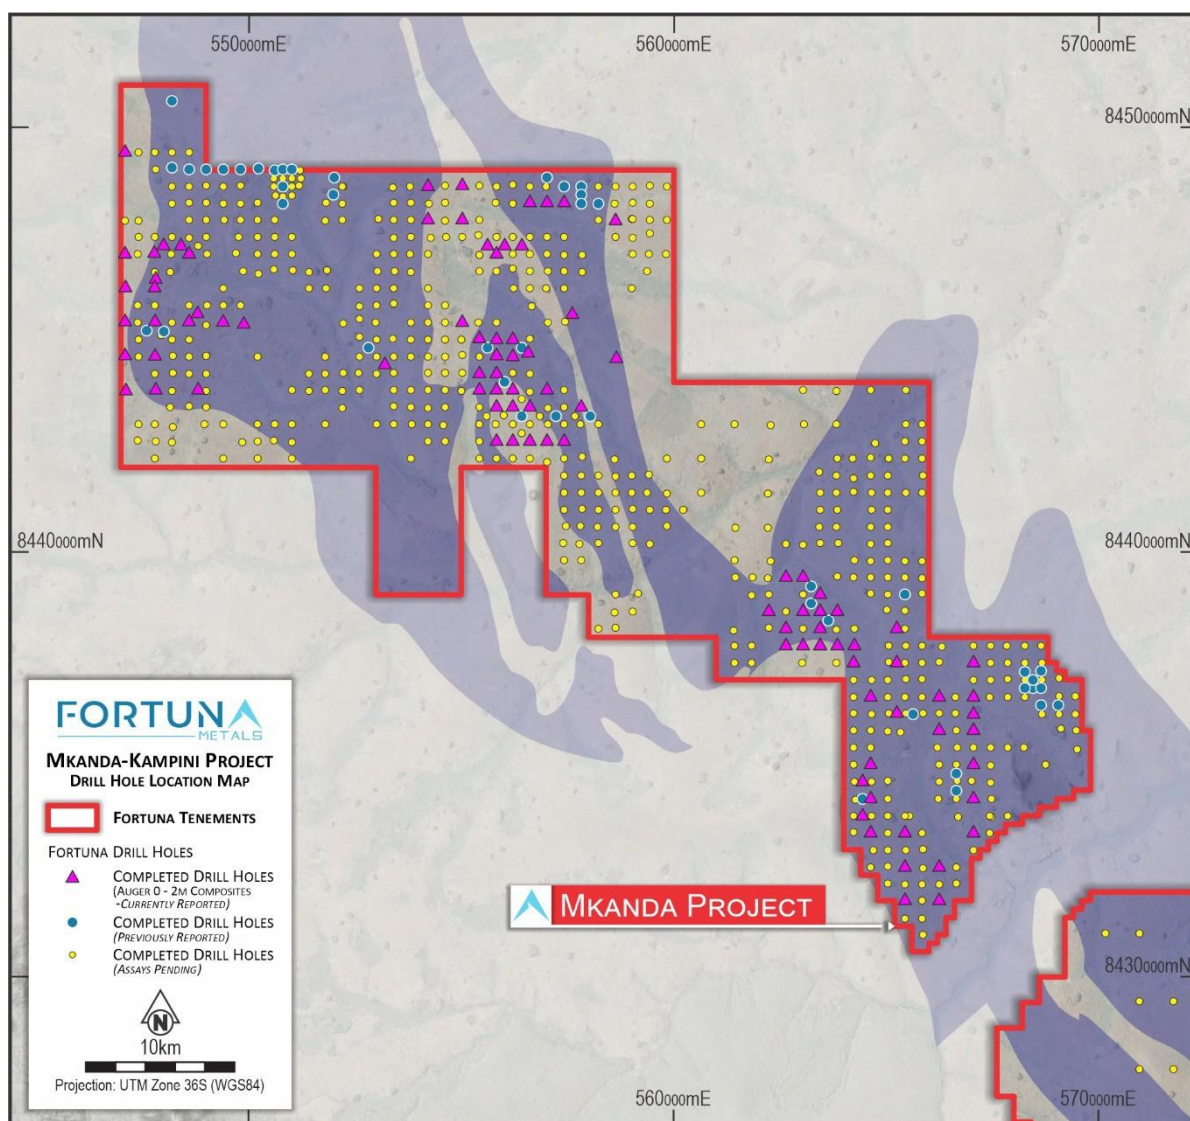 550000mE
560000mE
570000mE
8450000mN
8440000mN
8440000mN
FORTUNA
METALS
MKANDA-KAMPINI PROJECT
DRILL HOLE LOCATION MAP
FORTUNA TENEMENTS
FORTUNA DRILL HOLES
COMPLETED DRILL HOLES
(AUGER 0 - 2M COMPOSITES
-CURRENTLY REPORTED)
COMPLETED DRILL HOLES
(PREVIOUSLY REPORTED)
COMPLETED DRILL HOLES
(ASSAYS PENDING)
N
10km
Projection: UTM Zone 36S (WGS84)
MKANDA PROJECT
8430000mN
560000mE
570000mE